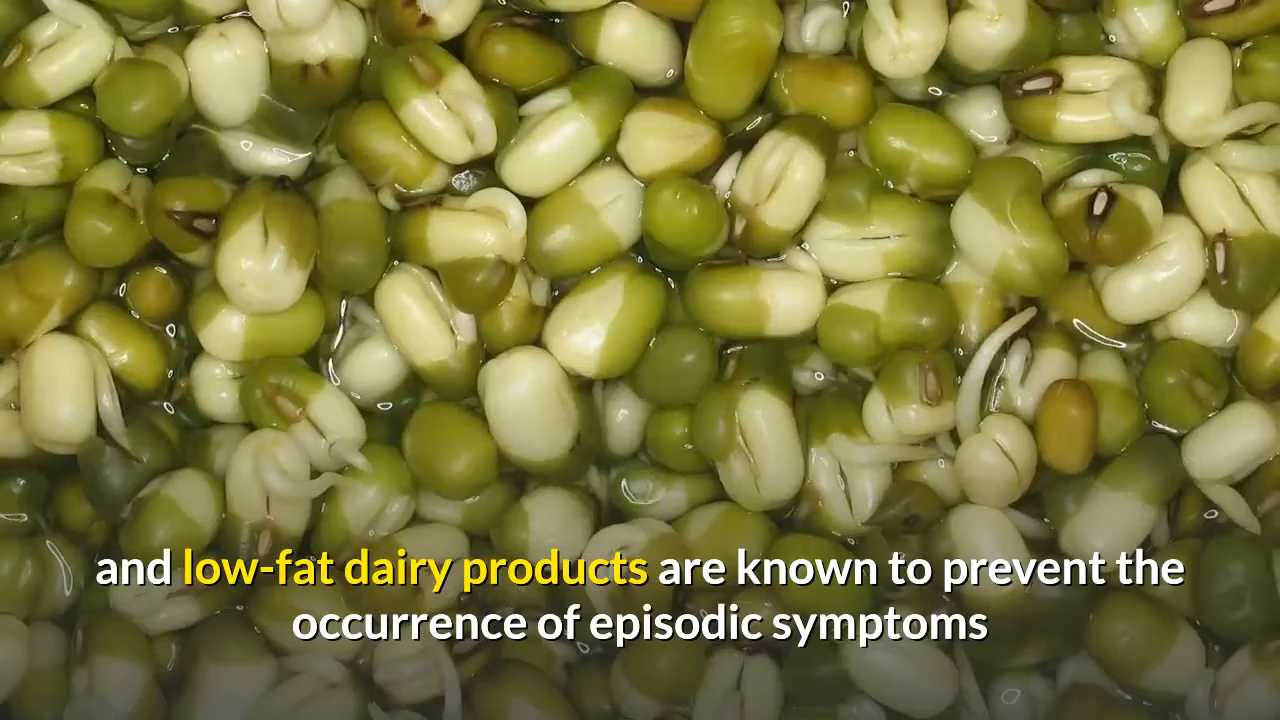 and low-fat dairy products are known to prevent the
occurrence of episodic symptoms